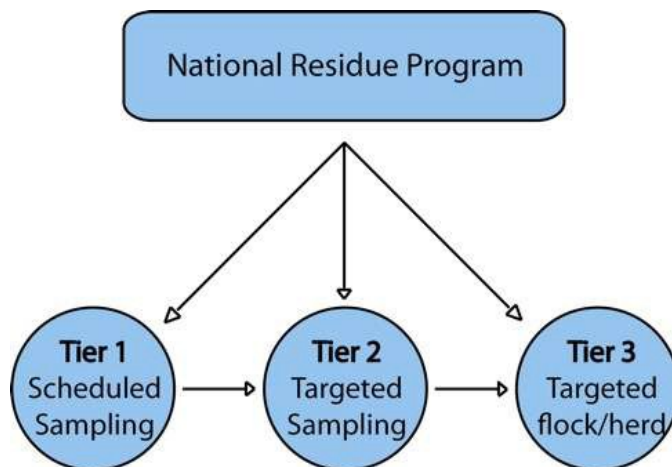 National Residue Program
Tier 1
Scheduled
Sampling
Tier 2
Targeted
Sampling
Tier 3
Targeted
flock/herd/